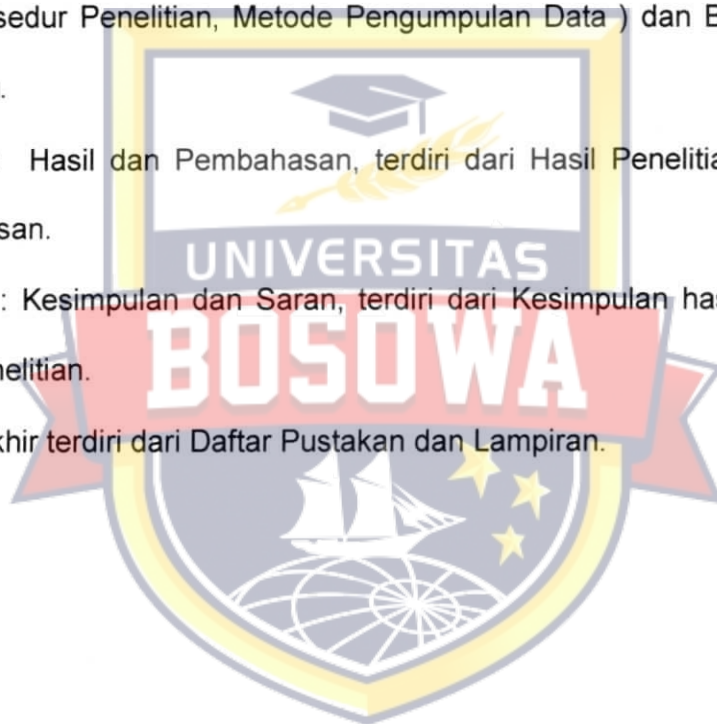 sedur Penelitian, Metode Pengumpulan Data ) dan B
.
Hasil dan Pembahasan, terdiri dari Hasil Penelitia
san.
UNIVERSITAS
: Kesimpulan dan Saran, terdiri dari Kesimpulan has
BOSOWA
nelitian.
khir terdiri dari Daftar Pustakan dan Lampiran.